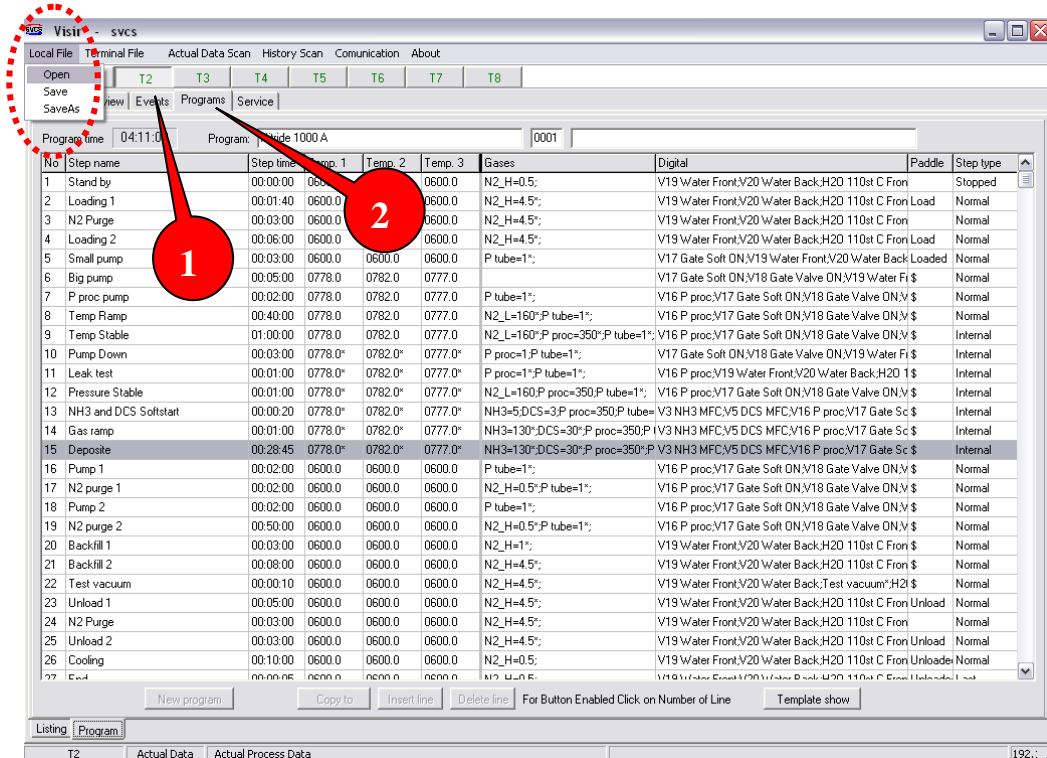 svcs Visin - svcs
Local File Terminal File Actual Data Scan History Scan Comunication About
Open T2 T3 T4 T5 T6 T7 T8
Save
SaveAs Events Programs Service
Program time Program: 1000 A 0001
No Step name Step time Temp. 2 Temp. 3 Gases Digital Paddle Step type
1 Stand by 00:00:00 0600.0 N2_H=0.5; V19 Water Front;V20 Water Back;H2O 110st C Fron Stopped
2 Loading 1 00:01:40 0600.0 0600.0 N2_H=4.5*; V19 Water Front;V20 Water Back;H2O 110st C Fron Load Normal
3 N2 Purge 00:03:00 0600.0 0600.0 N2_H=4.5*; V19 Water Front;V20 Water Back;H2O 110st C Fron Normal
4 Loading 2 00:06:00 0600.0 0600.0 N2_H=4.5*; V19 Water Front;V20 Water Back;H2O 110st C Fron Load Normal
5 Small pump 00:03:00 0600.0 0600.0 0600.0 P tube=1*; V17 Gate Soft ON;V19 Water Front;V20 Water Back Loaded Normal
6 Big pump 00:05:00 0778.0 0782.0 0777.0 V17 Gate Soft ON;V18 Gate Valve ON;V19 Water Fr $ Normal
7 P proc pump 00:02:00 0778.0 0782.0 0777.0 P tube=1*; V16 P proc;V17 Gate Soft ON;V18 Gate Valve ON;V $ Normal
8 Temp Ramp 00:40:00 0778.0 0782.0 0777.0 N2_L=160*;P tube=1*; V16 P proc;V17 Gate Soft ON;V18 Gate Valve ON;V $ Normal
9 Temp Stable 01:00:00 0778.0 0782.0 0777.0 N2_L=160*;P proc=350*;P tube=1*; V16 P proc;V17 Gate Soft ON;V18 Gate Valve ON;V $ Internal
10 Pump Down 00:03:00 0778.0* 0782.0* 0777.0* P proc=1;P tube=1*; V17 Gate Soft ON;V18 Gate Valve ON;V19 Water Fr $ Internal
11 Leak test 00:01:00 0778.0* 0782.0* 0777.0* P proc=1*;P tube=1*; V16 P proc;V19 Water Front;V20 Water Back;H2O 1 $ Internal
12 Pressure Stable 00:01:00 0778.0* 0782.0* 0777.0* N2_L=160;P proc=350;P tube=1*; V16 P proc;V17 Gate Soft ON;V18 Gate Valve ON;V $ Internal
13 NH3 and DCS Softstart 00:00:20 0778.0* 0782.0* 0777.0* NH3=5;DCS=3;P proc=350;P tube= V3 NH3 MFC;V5 DCS MFC;V16 P proc;V17 Gate Sc $ Internal
14 Gas ramp 00:01:00 0778.0* 0782.0* 0777.0* NH3=130*;DCS=30*;P proc=350;P V3 NH3 MFC;V5 DCS MFC;V16 P proc;V17 Gate Sc $ Internal
15 Deposite 00:28:45 0778.0* 0782.0* 0777.0* NH3=130*;DCS=30*;P proc=350*;P V3 NH3 MFC;V5 DCS MFC;V16 P proc;V17 Gate Sc $ Internal
16 Pump 1 00:02:00 0600.0 0600.0 0600.0 P tube=1*; V16 P proc;V17 Gate Soft ON;V18 Gate Valve ON;V $ Normal
17 N2 purge 1 00:02:00 0600.0 0600.0 0600.0 N2_H=0.5*;P tube=1*; V16 P proc;V17 Gate Soft ON;V18 Gate Valve ON;V $ Normal
18 Pump 2 00:02:00 0600.0 0600.0 0600.0 P tube=1*; V16 P proc;V17 Gate Soft ON;V18 Gate Valve ON;V $ Normal
19 N2 purge 2 00:50:00 0600.0 0600.0 0600.0 N2_H=0.5*;P tube=1*; V16 P proc;V17 Gate Soft ON;V18 Gate Valve ON;V $ Normal
20 Backfill 1 00:03:00 0600.0 0600.0 0600.0 N2_H=1*; V19 Water Front;V20 Water Back;H2O 110st C Fron $ Normal
21 Backfill 2 00:08:00 0600.0 0600.0 0600.0 N2_H=4.5*; V19 Water Front;V20 Water Back;H2O 110st C Fron $ Normal
22 Test vacuum 00:00:10 0600.0 0600.0 0600.0 N2_H=4.5*; V19 Water Front;V20 Water Back;Test vacuum*;H2 $ Normal
23 Unload 1 00:05:00 0600.0 0600.0 0600.0 N2_H=4.5*; V19 Water Front;V20 Water Back;H2O 110st C Fron Unload Normal
24 N2 Purge 00:03:00 0600.0 0600.0 0600.0 N2_H=4.5*; V19 Water Front;V20 Water Back;H2O 110st C Fron Normal
25 Unload 2 00:03:00 0600.0 0600.0 0600.0 N2_H=4.5*; V19 Water Front;V20 Water Back;H2O 110st C Fron Unload Normal
26 Cooling 00:10:00 0600.0 0600.0 0600.0 N2_H=0.5; V19 Water Front;V20 Water Back;H2O 110st C Fron Unloade Normal
1
2
New program Copy to Insert line Delete line For Button Enabled Click on Number of Line Template show
Listing Program
T2 Actual Data Actual Process Data 192.